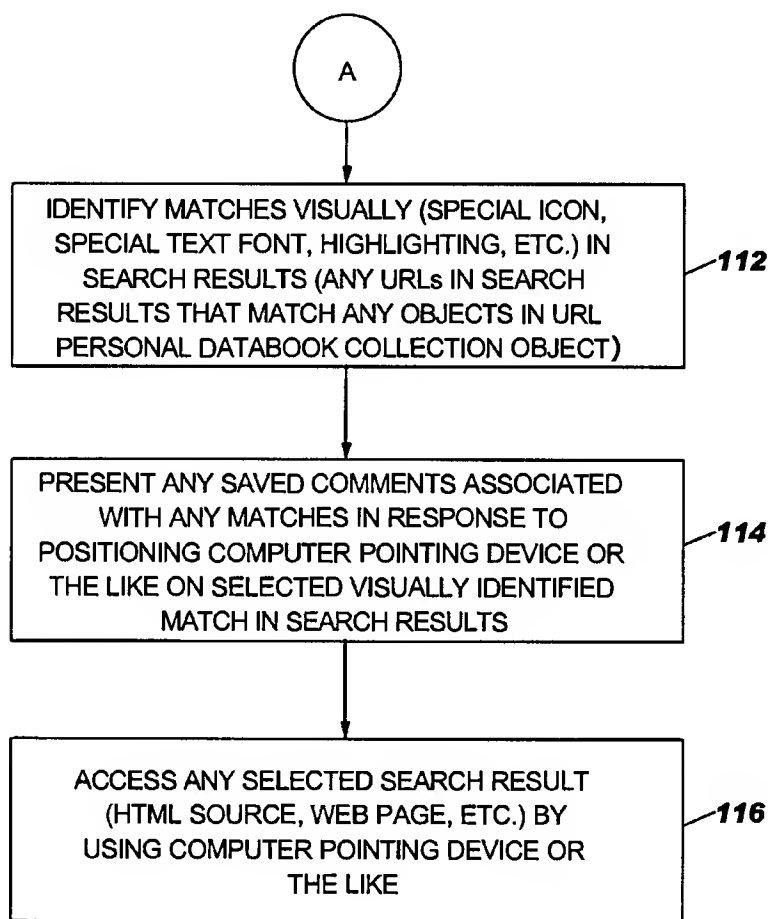 A
IDENTIFY MATCHES VISUALLY (SPECIAL ICON,
SPECIAL TEXT FONT, HIGHLIGHTING, ETC.) IN
SEARCH RESULTS (ANY URLs IN SEARCH
RESULTS THAT MATCH ANY OBJECTS IN URL
PERSONAL DATABOOK COLLECTION OBJECT)
112
PRESENT ANY SAVED COMMENTS ASSOCIATED
WITH ANY MATCHES IN RESPONSE TO
POSITIONING COMPUTER POINTING DEVICE OR
THE LIKE ON SELECTED VISUALLY IDENTIFIED
MATCH IN SEARCH RESULTS
114
ACCESS ANY SELECTED SEARCH RESULT
(HTML SOURCE, WEB PAGE, ETC.) BY
USING COMPUTER POINTING DEVICE OR
THE LIKE
116